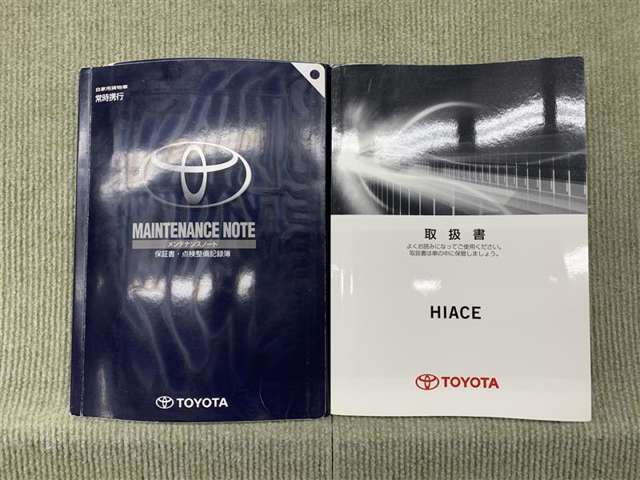 自家用貨物車
常時携行
MAINTENANCE NOTE
メンテナンスノート
保証書・点検整備記録簿
TOYOTA
取扱書
よくお読みになってご使用ください。
取扱書は車の中に保管しましょう。
HIACE
TOYOTA